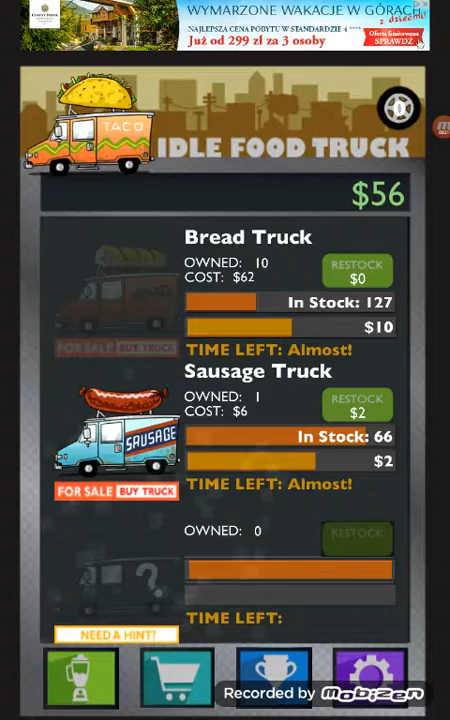 WYMARZONE WAKACJE W GÓRACH
z dziećmi!
NAJLEPSZA CENA POBYTU W STANDARDZIE 4 ****
Już od 299 zł za 3 osoby
Oferta limitowana
SPRAWDŹ
TACO
0
IDLE FOOD TRUCK
$56
Bread Truck
OWNED: 10
COST: $62
RESTOCK
$0
In Stock: 127
$10
FOR SALE BUY TRUCK
TIME LEFT: Almost!
Sausage Truck
OWNED: 1
COST: $6
RESTOCK
$2
SAUSAGE
In Stock: 66
$2
FOR SALE BUY TRUCK
TIME LEFT: Almost!
OWNED: 0
RESTOCK
?
TIME LEFT:
NEED A HINT!
Recorded by mobizen